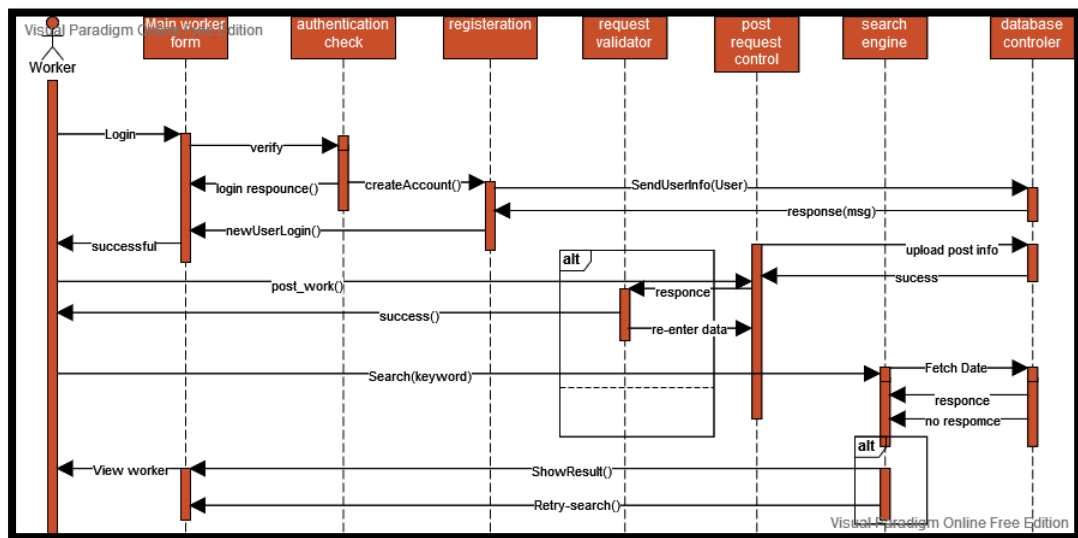 Visual Paradigm Online Free Edition
Worker
Main worker
form
authentication
check
registeration
request
validator
post
request
control
search
engine
database
controler
Login
verify
login respounce()
createAccount()
SendUserInfo(User)
response(msg)
newUserLogin()
successful
alt
upload post info
sucess
post_work()
responce
success()
re-enter data
Search(keyword)
Fetch Date
responce
no respomce
alt
View worker
ShowResult()
Retry-search()
Visual Paradigm Online Free Edition